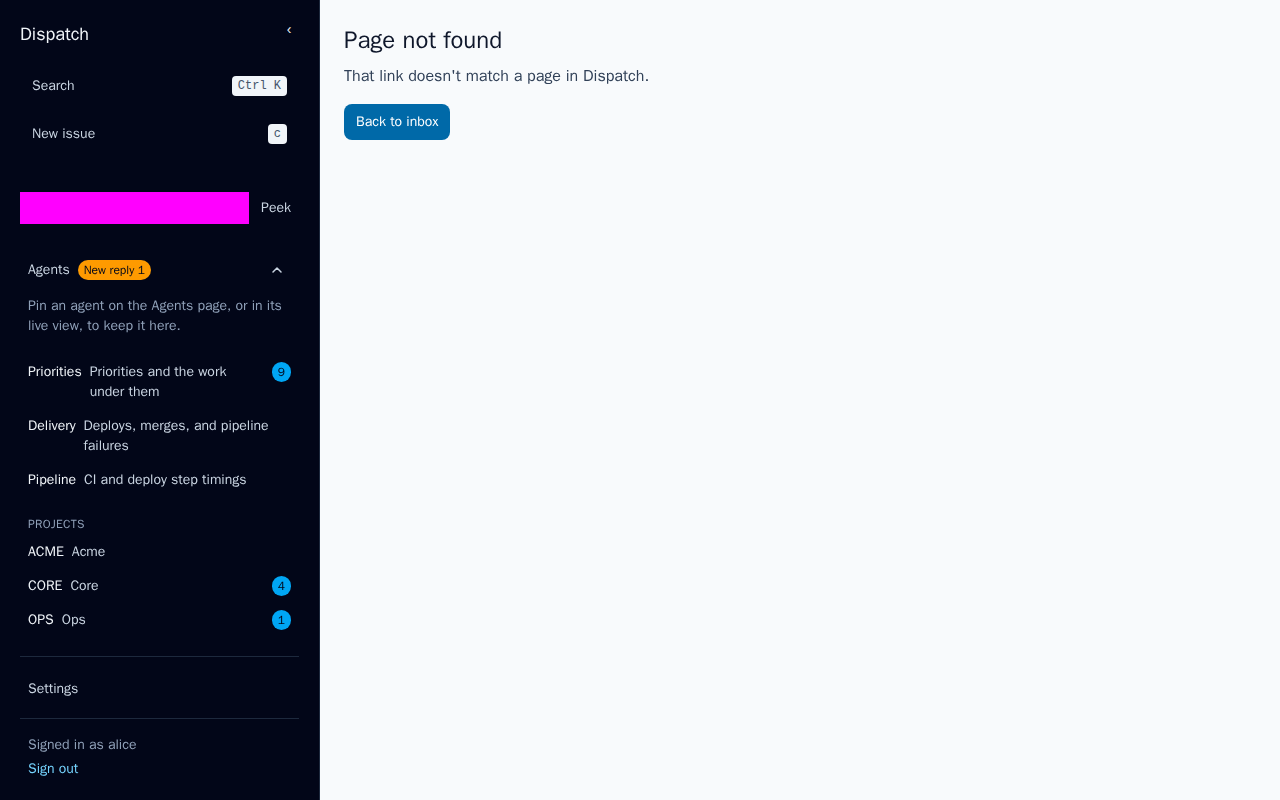 Dispatch
Search Ctrl K
New issue c
Peek
Agents New reply 1
Pin an agent on the Agents page, or in its
live view, to keep it here.
Priorities Priorities and the work 9
under them
Delivery Deploys, merges, and pipeline
failures
Pipeline CI and deploy step timings
PROJECTS
ACME Acme
CORE Core 4
OPS Ops 1
Settings
Signed in as alice
Sign out
Page not found
That link doesn't match a page in Dispatch.
Back to inbox